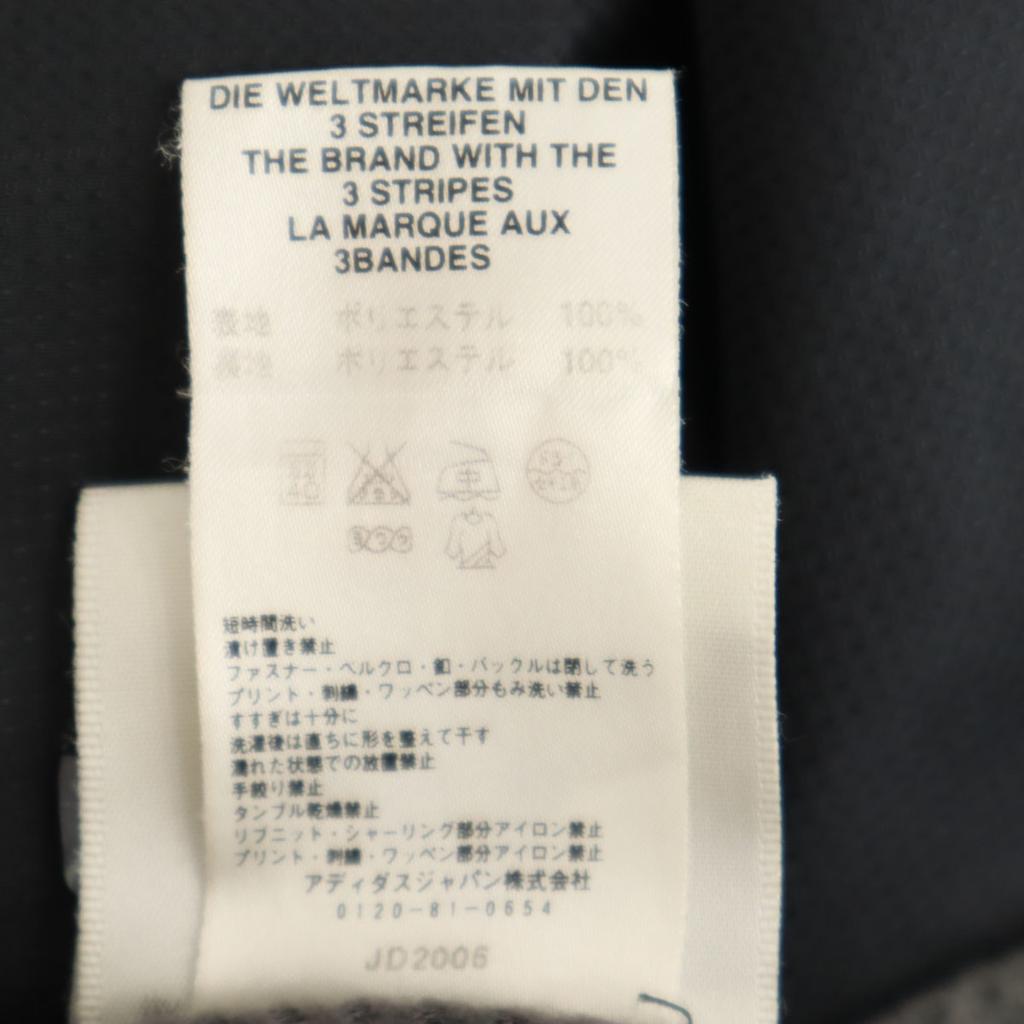 DIE WELTMARKE MIT DEN
3 STREIFEN
THE BRAND WITH THE
3 STRIPES
LA MARQUE AUX
3BANDES
表地 ポリエステル 100%
裏地 ポリエステル 100%
短時間洗い
漬け置き禁止
ファスナー・ベルクロ・釦・バックルは閉して洗う
プリント・刺繍・ワッペン部分もみ洗い禁止
すすぎは十分に
洗濯後は直ちに形を整えて干す
濡れた状態での放置禁止
手絞り禁止
タンブル乾燥禁止
リブニット・シャーリング部分アイロン禁止
プリント・刺繍・ワッペン部分アイロン禁止
アディダスジャパン株式会社
0120-81-0654
JD2006